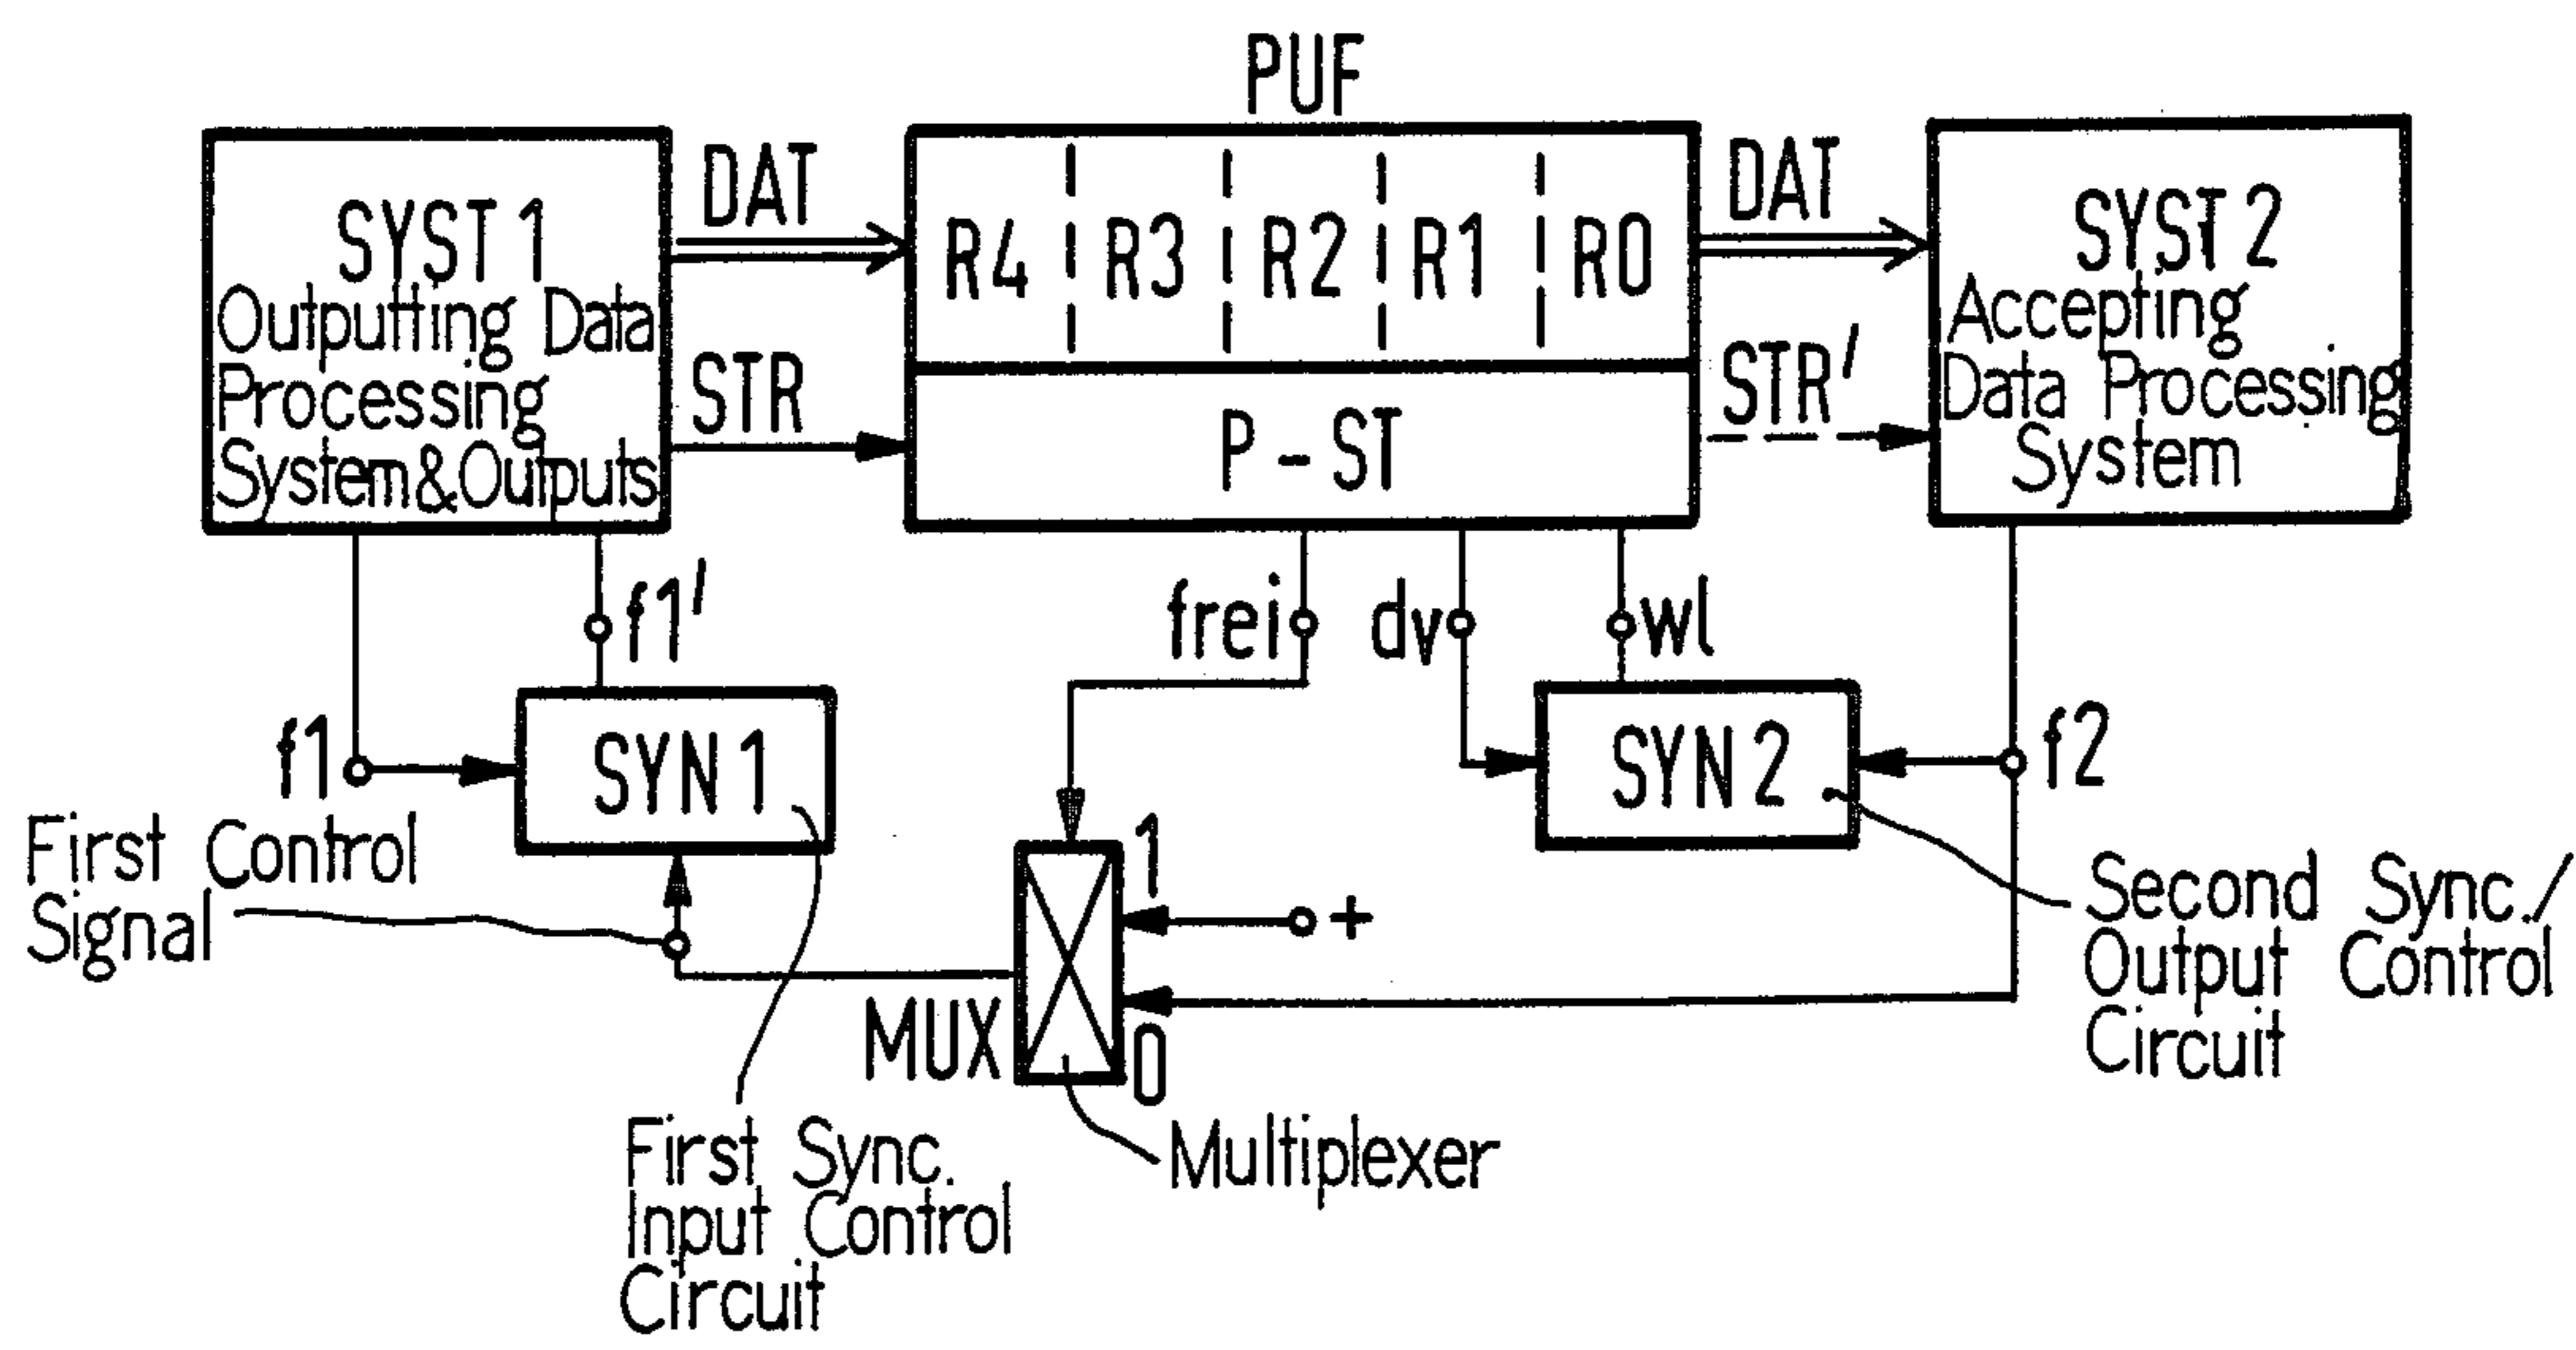 PUF
SYST 1
Outputting Data
Processing
System&Outputs
DAT
STR
R4 R3 R2 R1 R0
P-ST
DAT
STR'
SYST 2
Accepting
Data Processing
System
f1'
frei
dv
wl
f1
SYN 1
SYN 2
f2
First Control
Signal
1
+
MUX
0
Second Sync./
Output Control
Circuit
First Sync.
Input Control
Circuit
Multiplexer